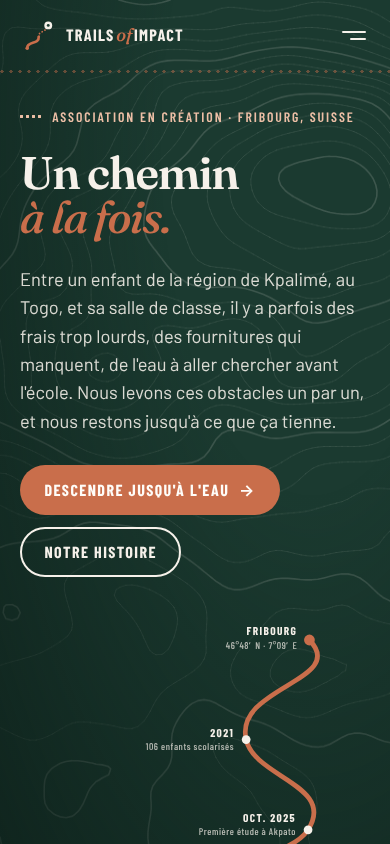 TRAILS of IMPACT
ASSOCIATION EN CRÉATION · FRIBOURG, SUISSE
Un chemin
à la fois.
Entre un enfant de la région de Kpalimé, au
Togo, et sa salle de classe, il y a parfois des
frais trop lourds, des fournitures qui
manquent, de l'eau à aller chercher avant
l'école. Nous levons ces obstacles un par un,
et nous restons jusqu'à ce que ça tienne.
DESCENDRE JUSQU'À L'EAU →
NOTRE HISTOIRE
FRIBOURG
46°48′ N · 7°09′ E
2021
106 enfants scolarisés
OCT. 2025
Première étude à Akpato